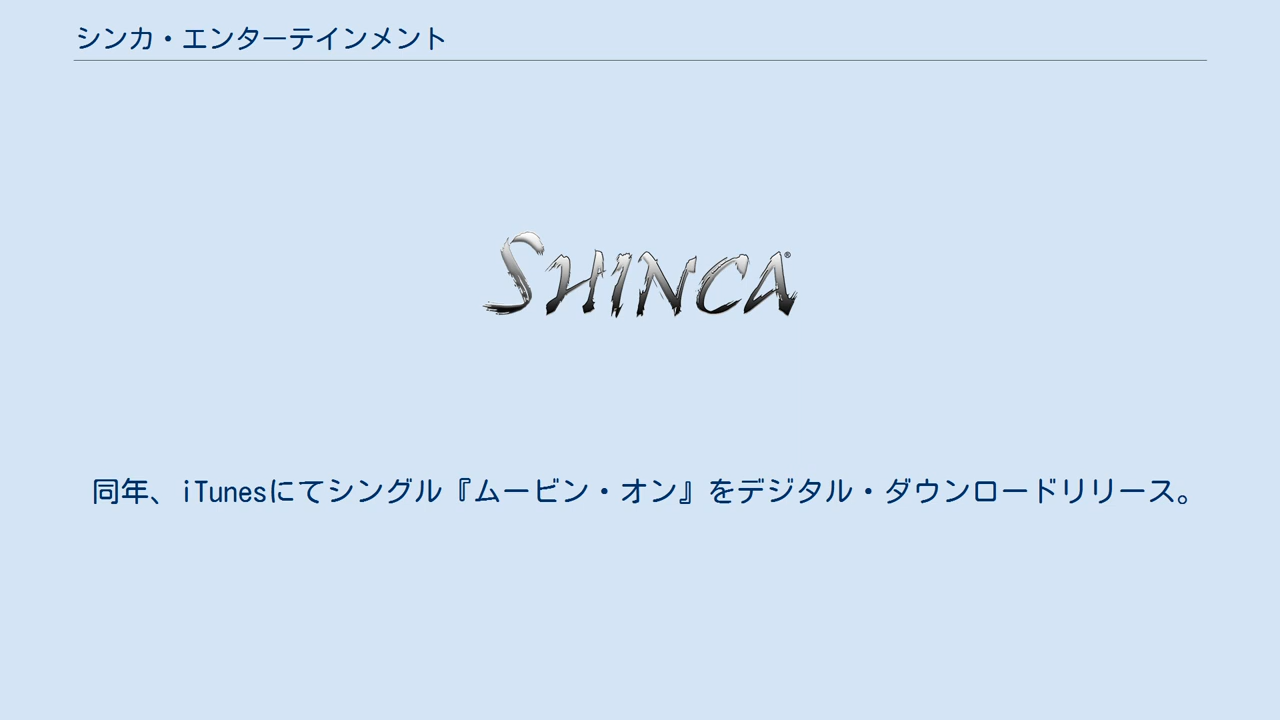 シンカ・エンターテインメント
SHINCA®
同年、iTunesにてシングル『ムービン・オン』をデジタル・ダウンロードリリース。